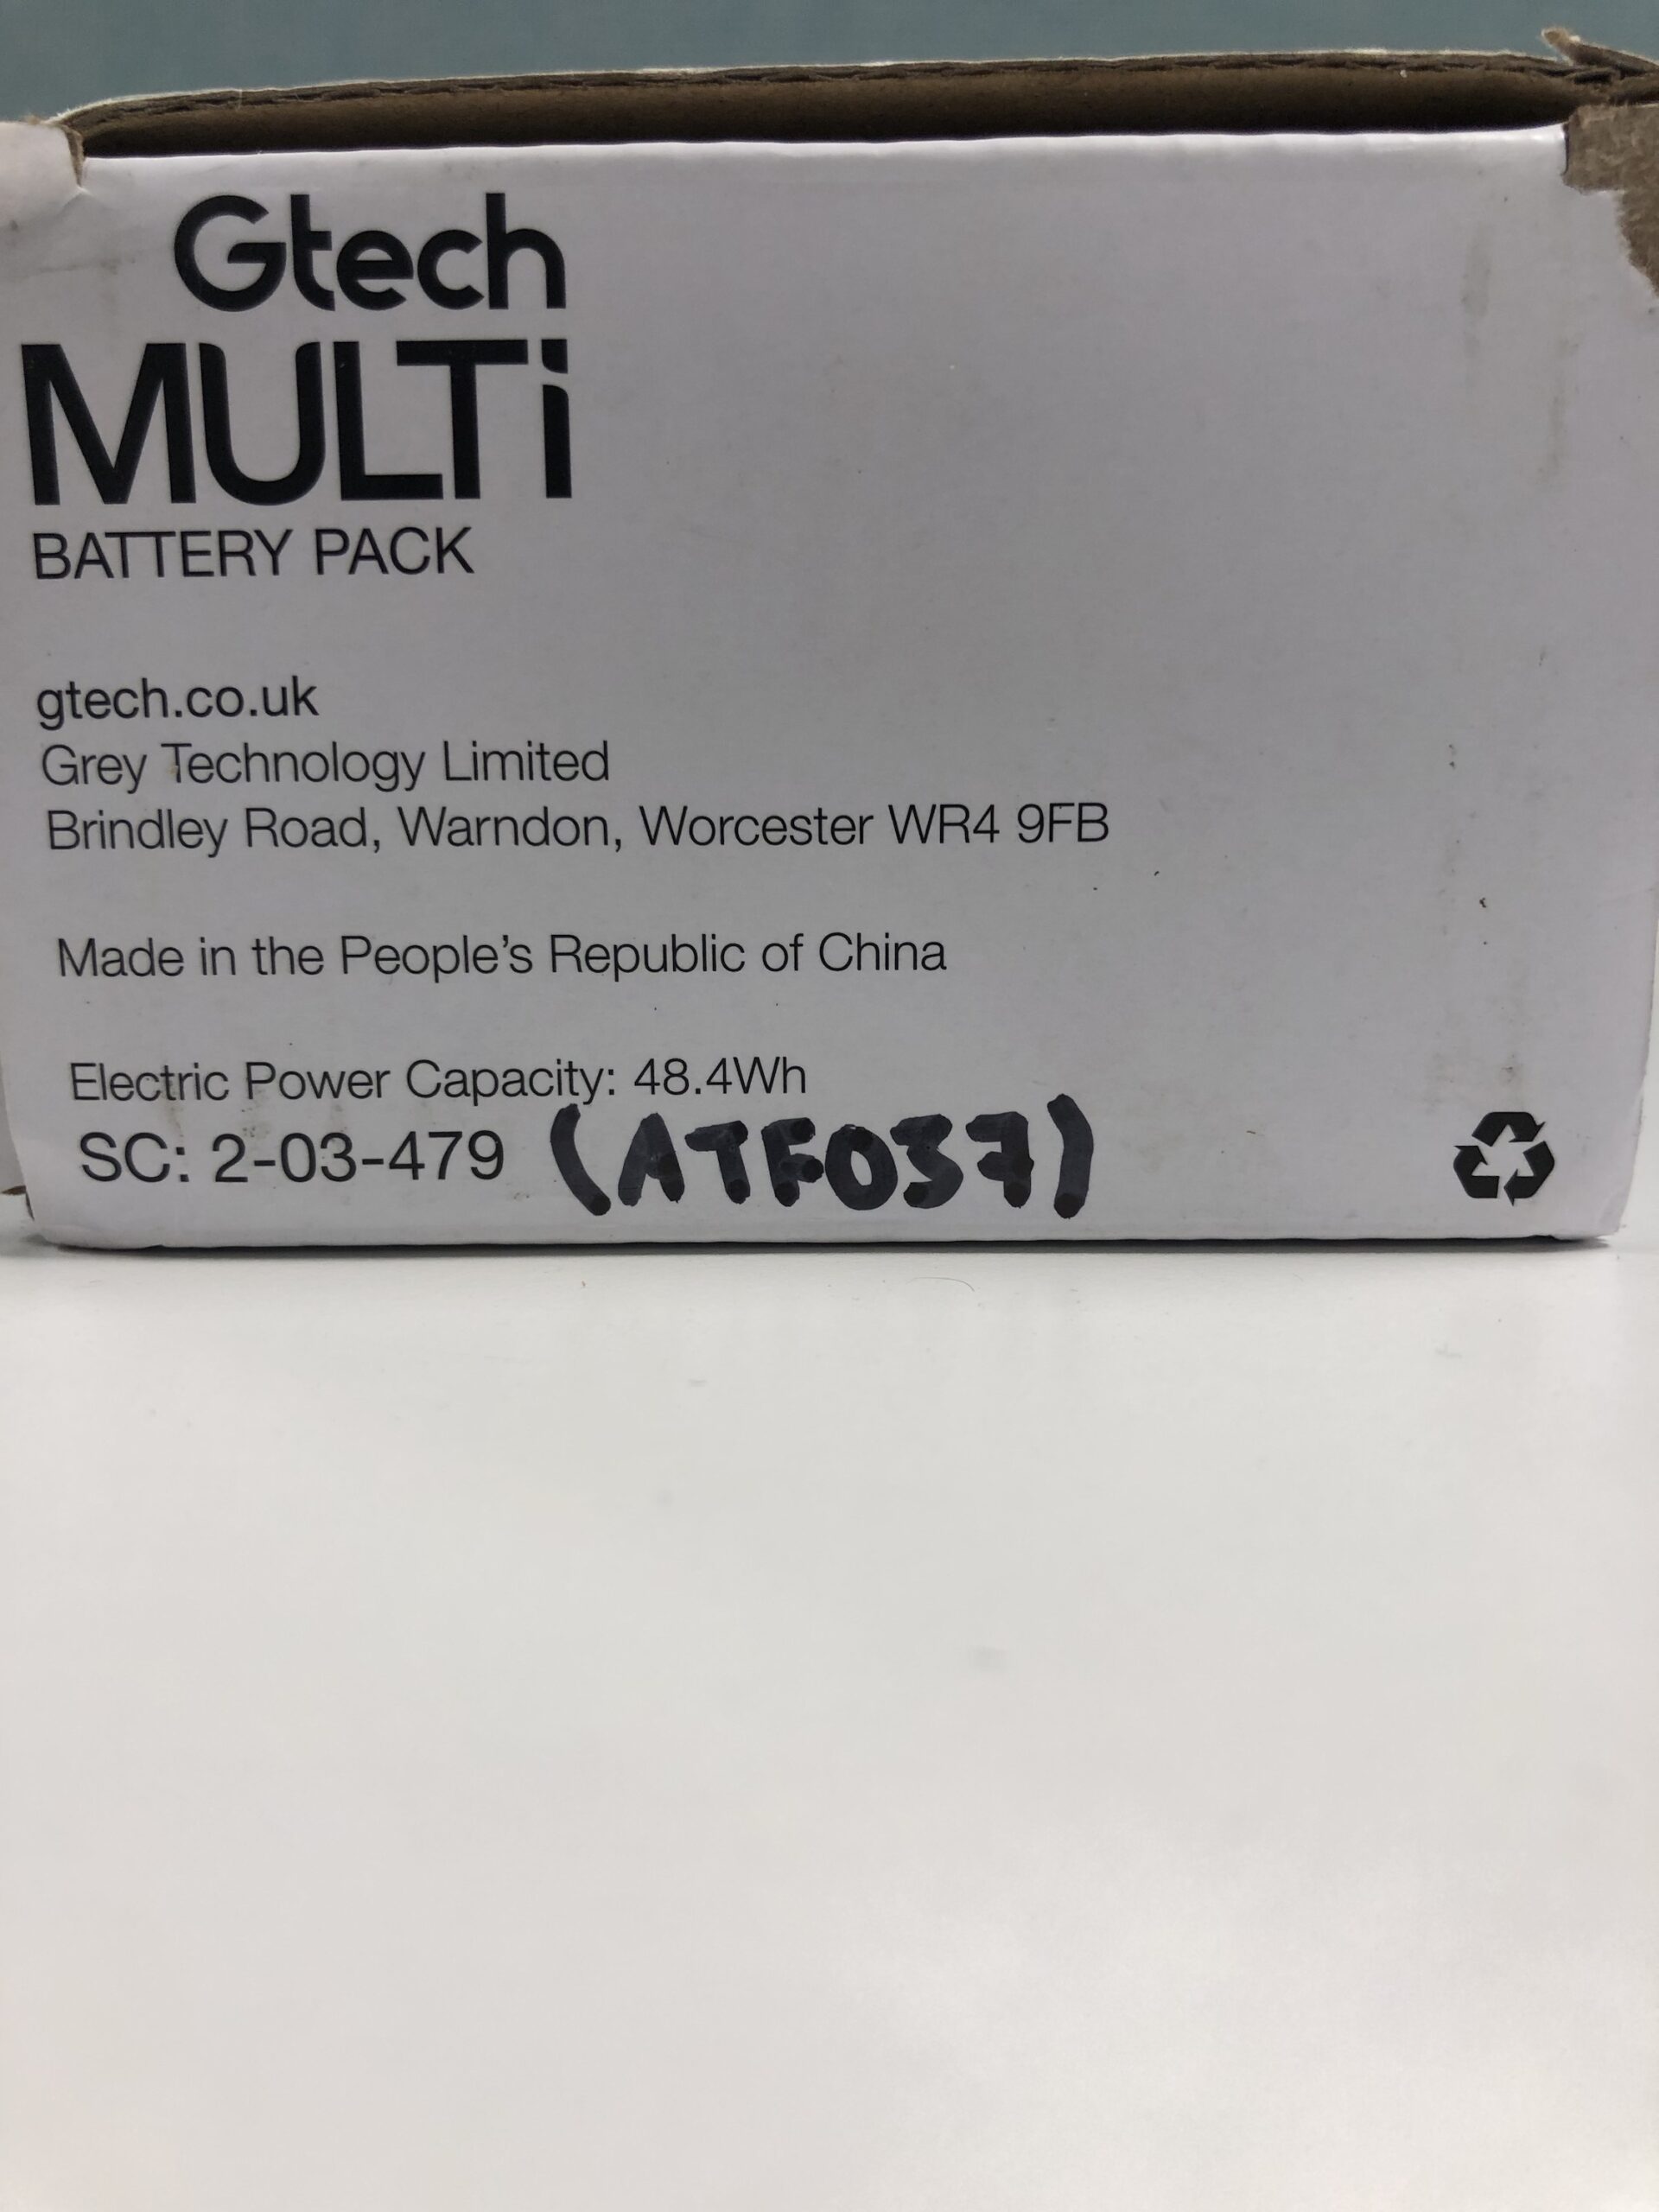 Gtech
MULTi
BATTERY PACK
gtech.co.uk
Grey Technology Limited
Brindley Road, Warndon, Worcester WR4 9FB
Made in the People's Republic of China
Electric Power Capacity: 48.4Wh
SC: 2-03-479 (ATF037)